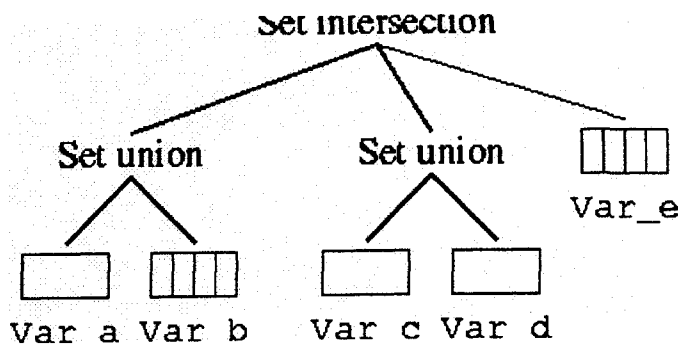 Set intersection
Set union
Set union
Var_e
Var a
Var b
Var c
Var d